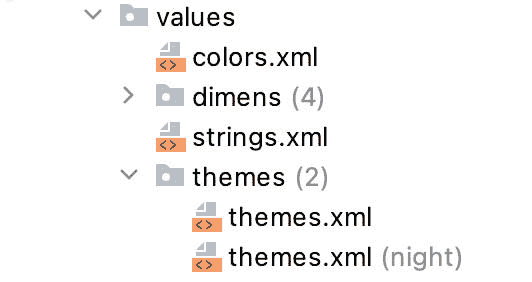 values
colors.xml
dimens (4)
strings.xml
themes (2)
themes.xml
themes.xml (night)